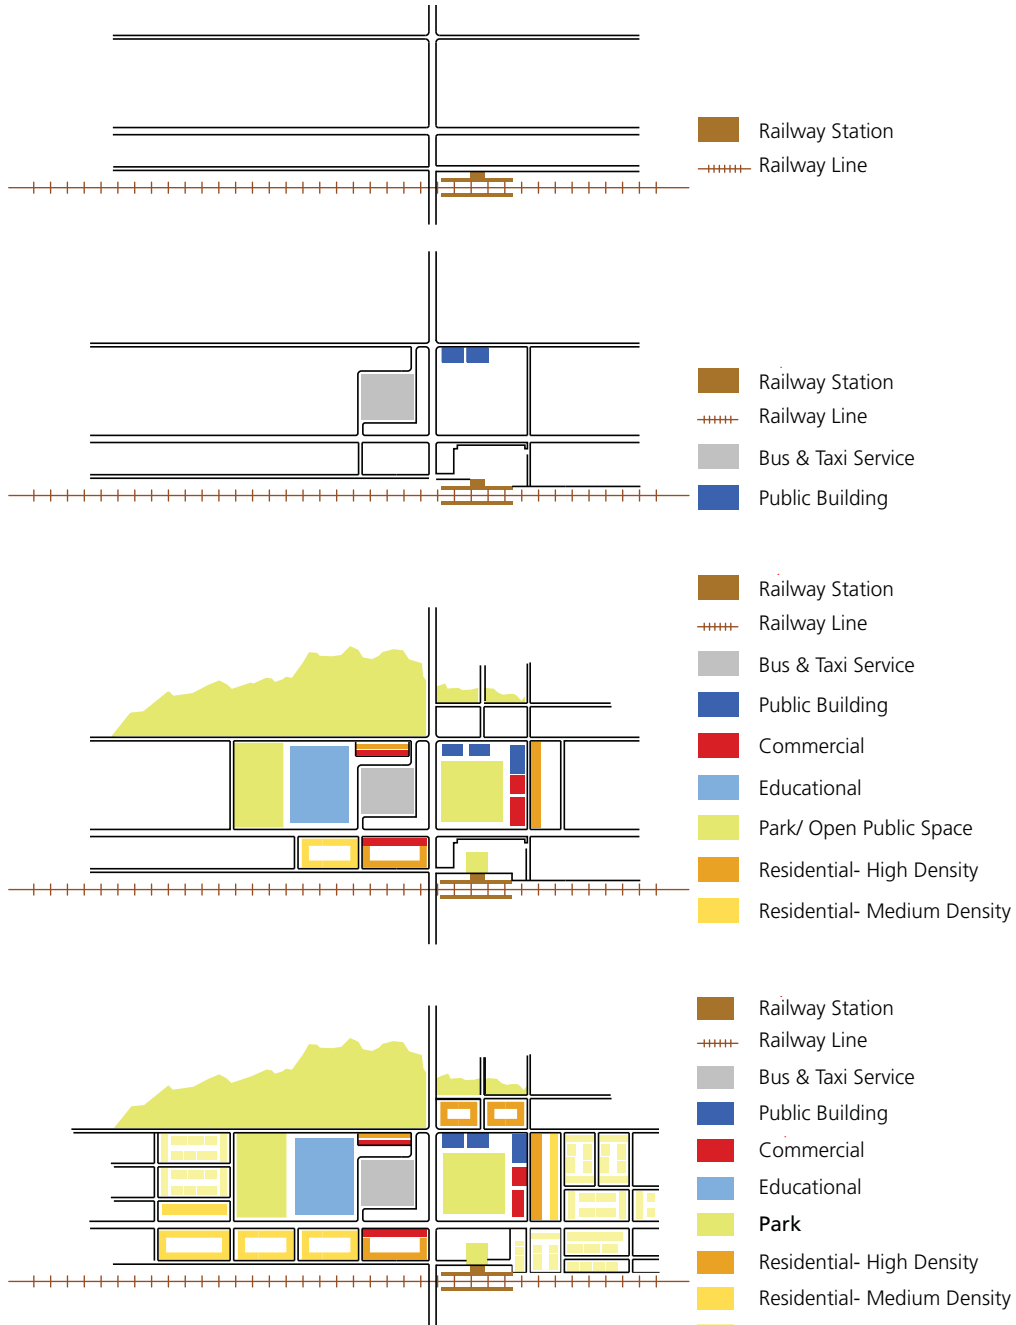 Railway Station
Railway Line
Railway Station
Railway Line
Bus & Taxi Service
Public Building
Railway Station
Railway Line
Bus & Taxi Service
Public Building
Commercial
Educational
Park/ Open Public Space
Residential- High Density
Residential- Medium Density
Railway Station
Railway Line
Bus & Taxi Service
Public Building
Commercial
Educational
Park
Residential- High Density
Residential- Medium Density